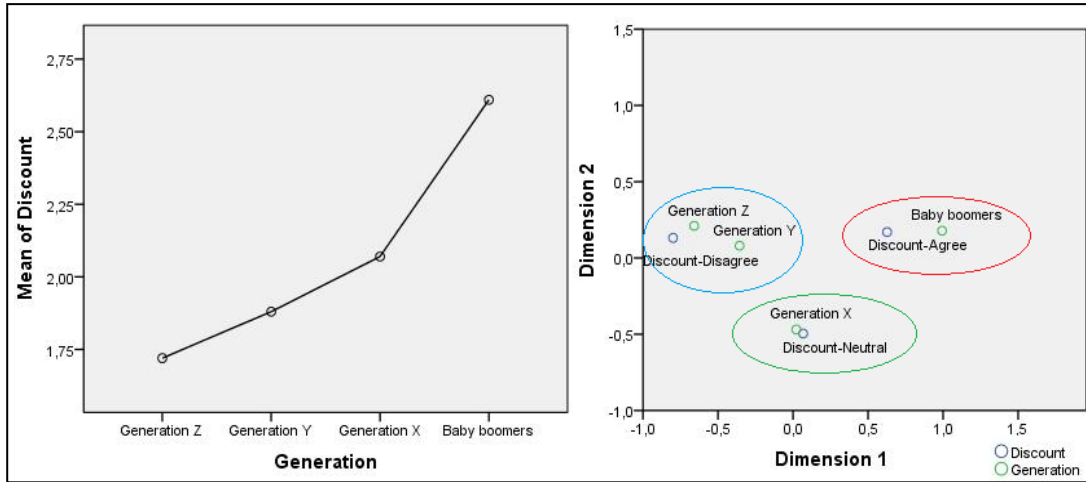 Mean of Discount
2,75
2,50
2,25
2,00
1,75
Generation Z
Generation Y
Generation X
Baby boomers
Generation
Dimension 2
1,5
1,0
0,5
0,0
-0,5
-1,0
Generation Z
Generation Y
Discount-Disagree
Baby boomers
Discount-Agree
Generation X
Discount-Neutral
-1,0
-0,5
0,0
0,5
1,0
1,5
Dimension 1
Discount
Generation